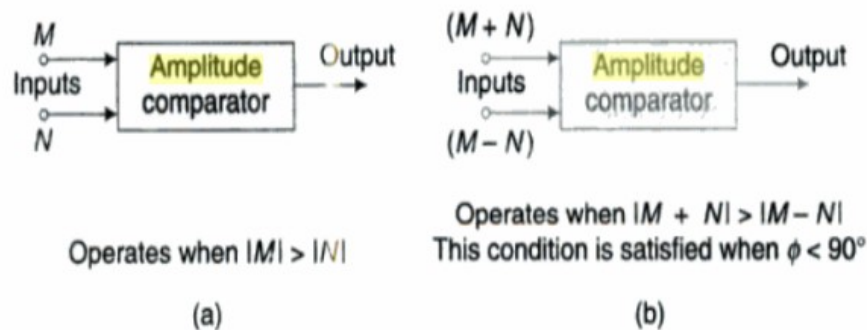 M
Inputs
N
Amplitude
comparator
Output
Operates when |M| > |N|
(a)
(M + N)
Inputs
(M – N)
Amplitude
comparator
Output
Operates when |M + N| > |M – N|
This condition is satisfied when ϕ < 90°
(b)